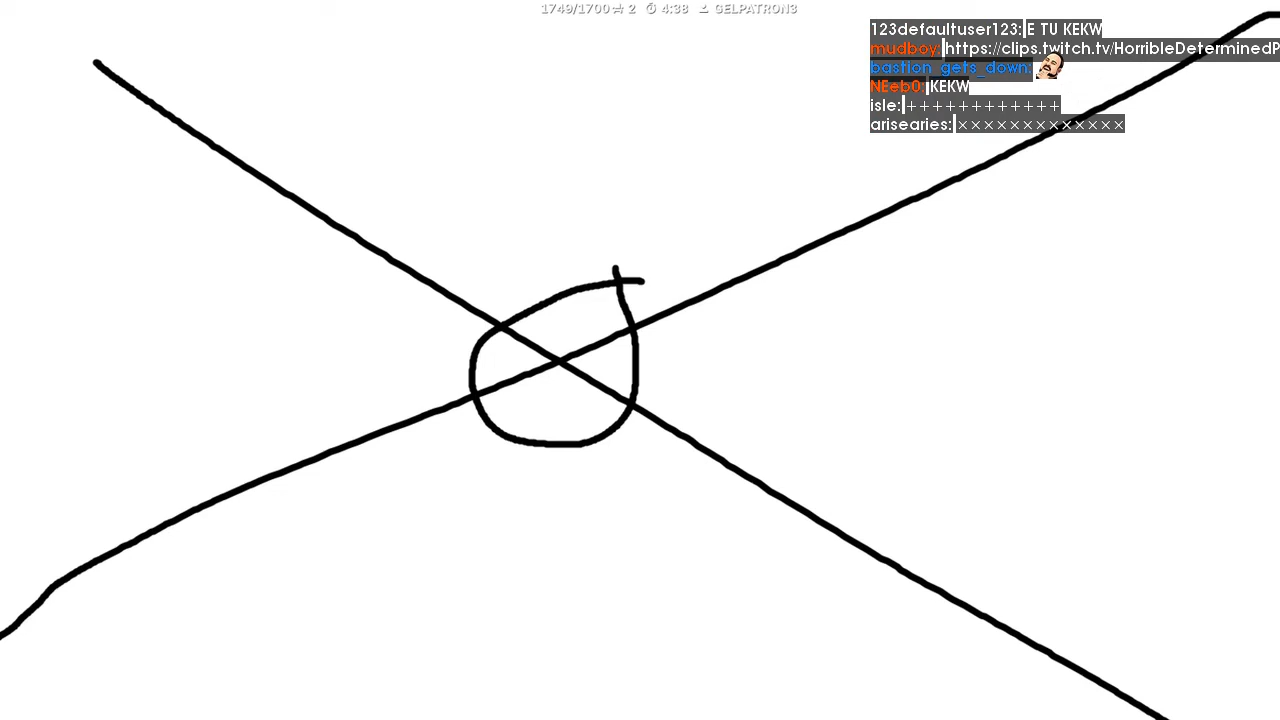 1749/1700☆ 2 ⏱ 4:38 GELPATRON3
123defaultuser123: E TU KEKW
mudboy: https://clips.twitch.tv/HorribleDeterminedP
bastion_gets_down:
NEeb0: KEKW
isle: ++++++++++++
arisearies: ×××××××××××××